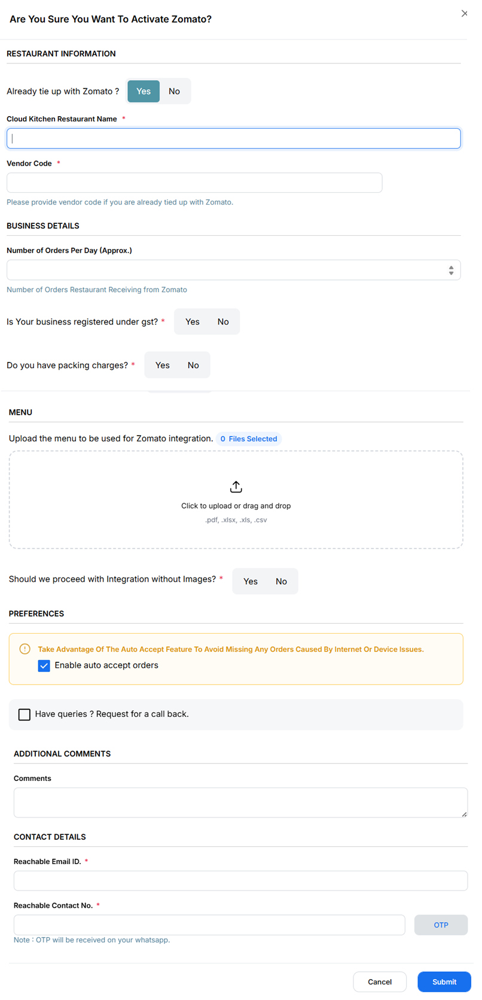 Are You Sure You Want To Activate Zomato?
RESTAURANT INFORMATION
Already tie up with Zomato ? Yes No
Cloud Kitchen Restaurant Name *
Vendor Code *
Please provide vendor code if you are already tied up with Zomato.
BUSINESS DETAILS
Number of Orders Per Day (Approx.)
Number of Orders Restaurant Receiving from Zomato
Is Your business registered under gst? * Yes No
Do you have packing charges? * Yes No
MENU
Upload the menu to be used for Zomato integration. 0 Files Selected
Click to upload or drag and drop
.pdf, .xlsx, .xls, .csv
Should we proceed with Integration without Images? * Yes No
PREFERENCES
Take Advantage Of The Auto Accept Feature To Avoid Missing Any Orders Caused By Internet Or Device Issues.
Enable auto accept orders
Have queries ? Request for a call back.
ADDITIONAL COMMENTS
Comments
CONTACT DETAILS
Reachable Email ID. *
Reachable Contact No. *
OTP
Note : OTP will be received on your whatsapp.
Cancel Submit